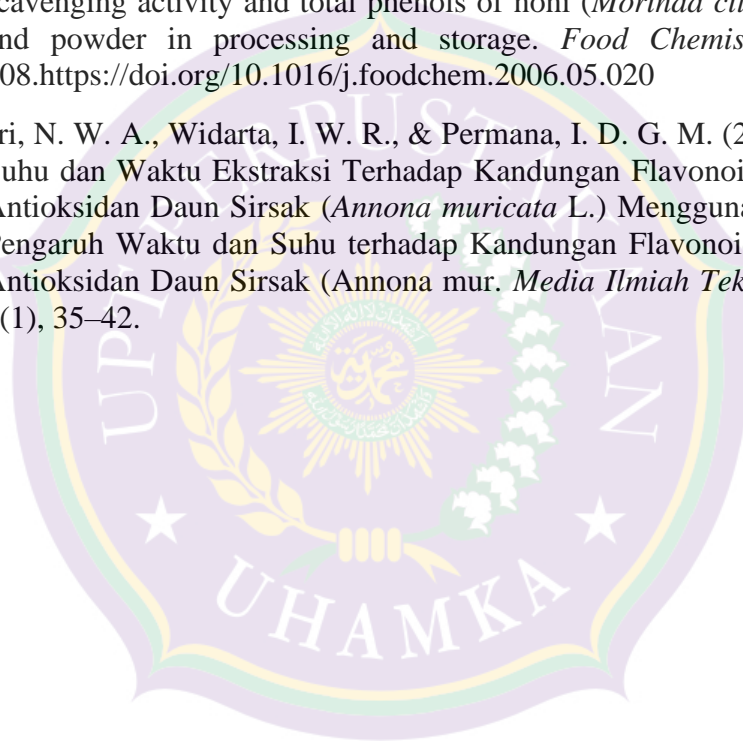 cavenging activity and total phenols of noni (Morinda cit
nd powder in processing and storage. Food Chemis
08.https://doi.org/10.1016/j.foodchem.2006.05.020
ri, N. W. A., Widarta, I. W. R., & Permana, I. D. G. M. (2
uhu dan Waktu Ekstraksi Terhadap Kandungan Flavonoi
Antioksidan Daun Sirsak (Annona muricata L.) Mengguna
Pengaruh Waktu dan Suhu terhadap Kandungan Flavonoi
Antioksidan Daun Sirsak (Annona mur. Media Ilmiah Tek
(1), 35–42.
UPT PERPUSTAKAAN
UHAMKA